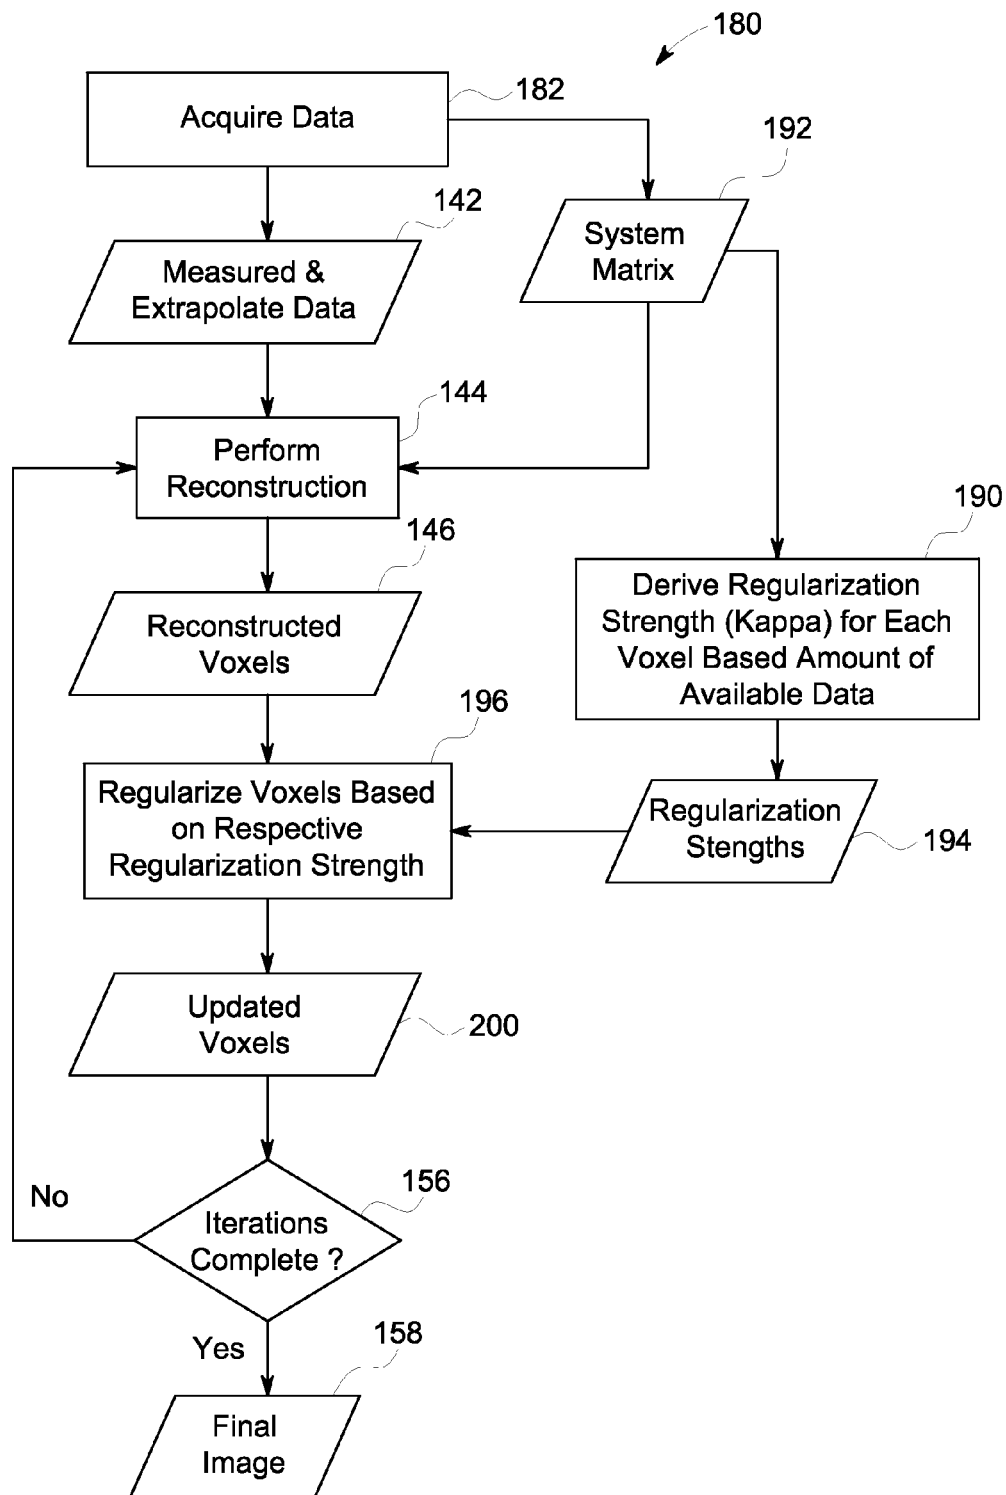 180
Acquire Data
182
192
142
System
Matrix
Measured &
Extrapolate Data
144
Perform
Reconstruction
190
146
Derive Regularization
Strength (Kappa) for Each
Voxel Based Amount of
Available Data
Reconstructed
Voxels
196
Regularize Voxels Based
on Respective
Regularization Strength
Regularization
Stengths
194
Updated
Voxels
200
156
No
Iterations
Complete ?
Yes
158
Final
Image